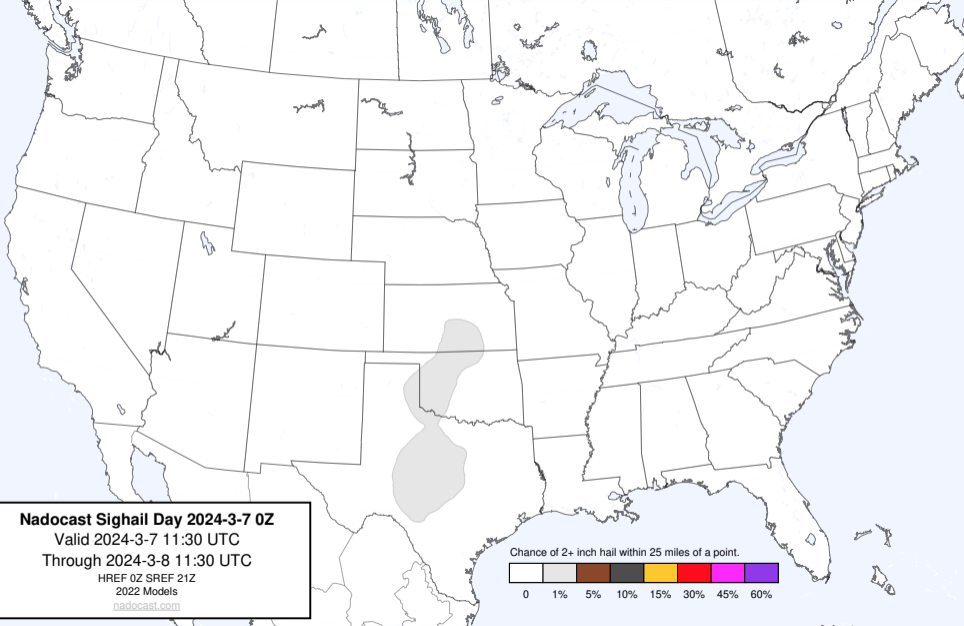 Nadocast Sighail Day 2024-3-7 0Z
Valid 2024-3-7 11:30 UTC
Through 2024-3-8 11:30 UTC
HREF 0Z SREF 21Z
2022 Models
nadocast.com
Chance of 2+ inch hail within 25 miles of a point.
0 1% 5% 10% 15% 30% 45% 60%